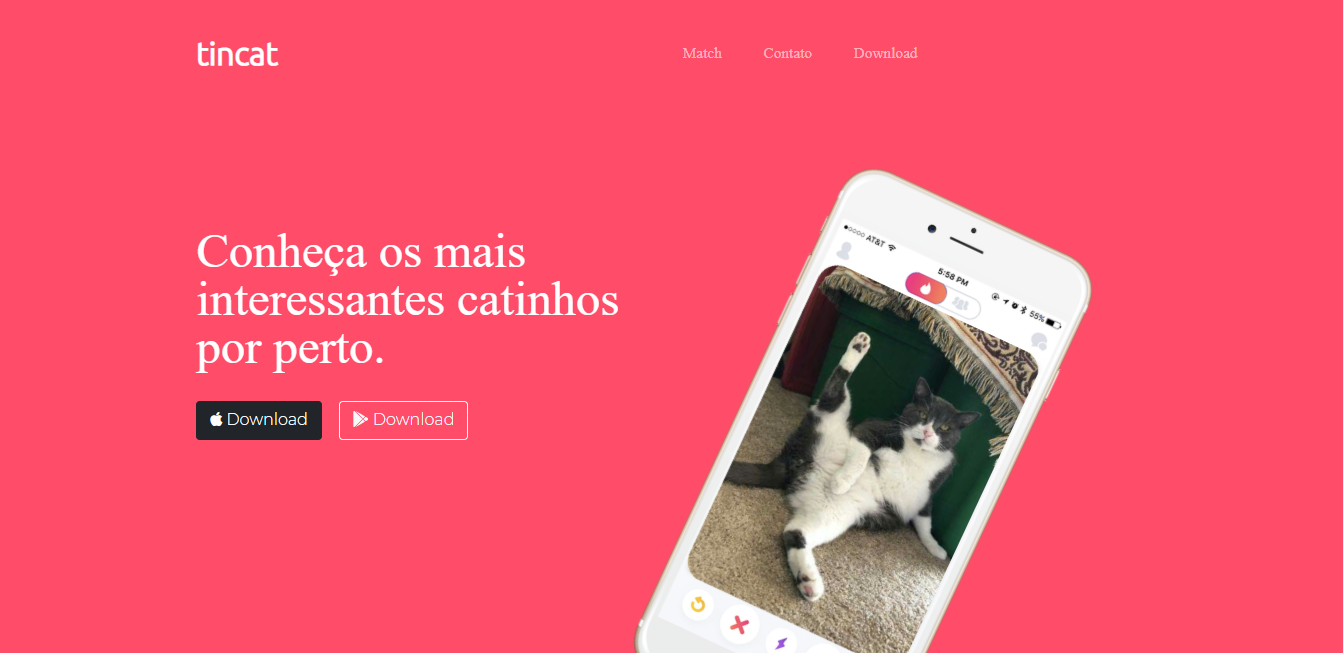 tincat
Match
Contato
Download
Conheça os mais
interessantes catinhos
por perto.
Download
Download
AT&T
5:58 PM
55%